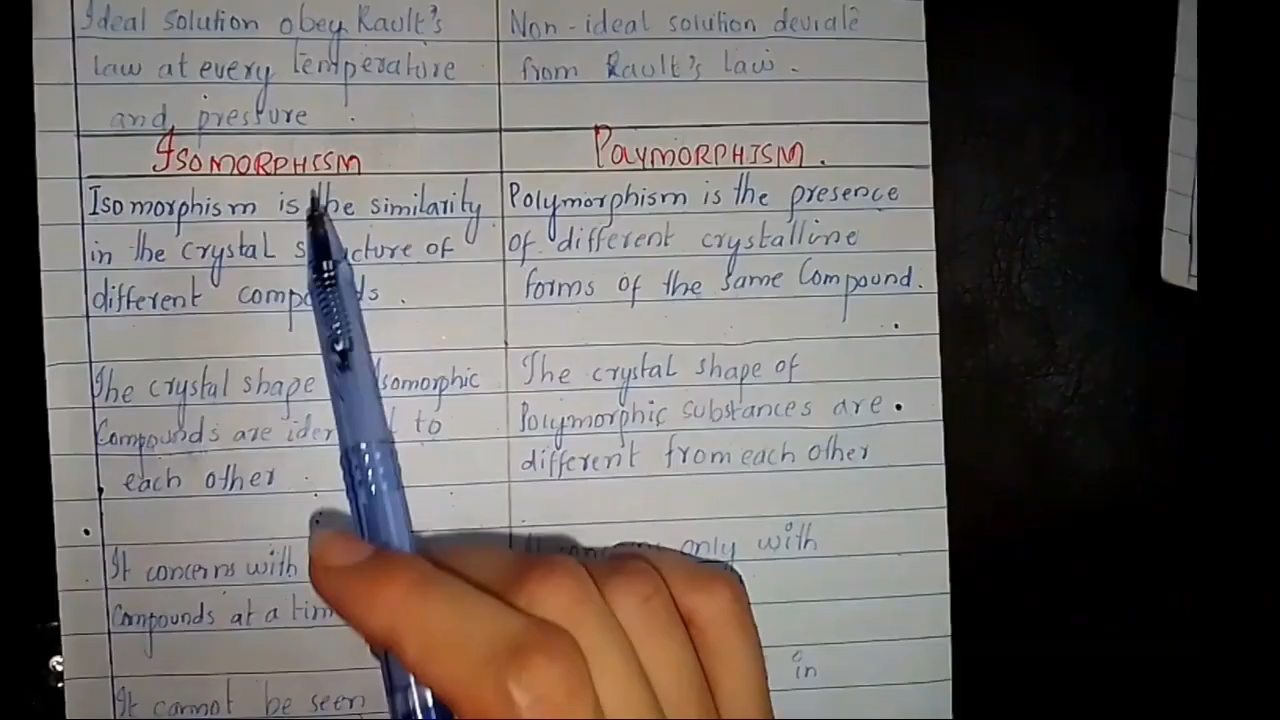 Ideal solution obey Rault's
law at every temperature
and pressure.
Non-ideal solution deviate
from Rault's law.
ISOMORPHISM
POLYMORPHISM.
Isomorphism is the similarity
in the crystal structure of
different compounds.
The crystal shape Isomorphic
Compounds are to
each other
It concerns with
Compounds at a
It cannot be seen
Polymorphism is the presence
of different crystalline
forms of the same Compound.
The crystal shape of
Polymorphic substances are.
different from each other
only with
in